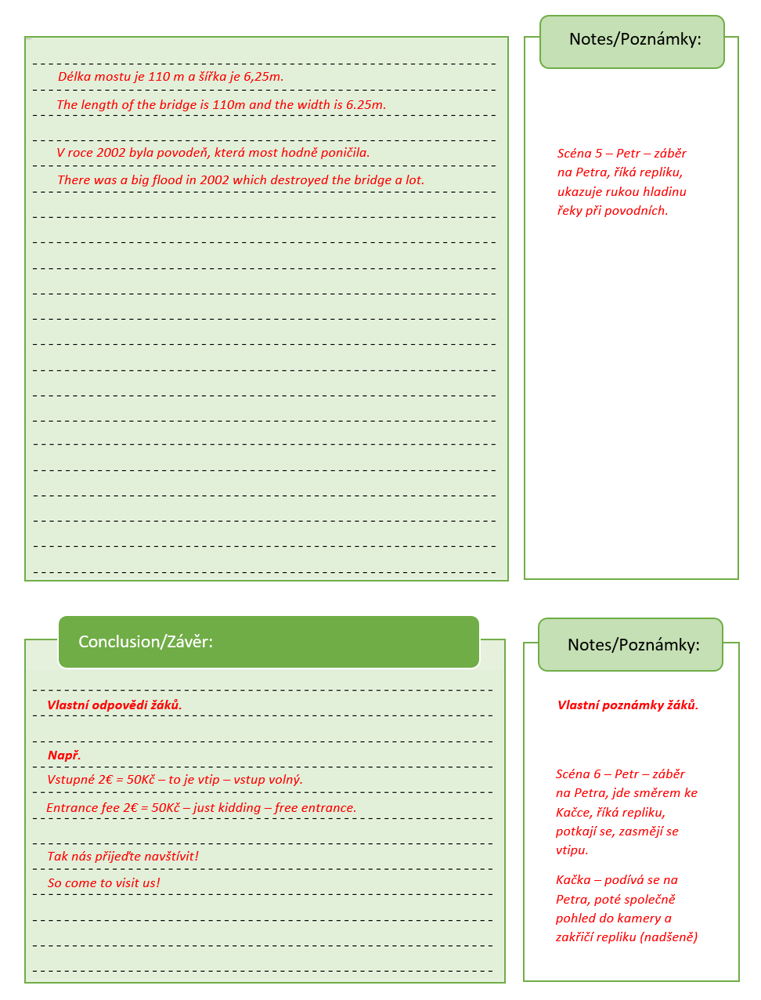 Notes/Poznámky:
Délka mostu je 110 m a šířka je 6,25m.
The length of the bridge is 110m and the width is 6.25m.
V roce 2002 byla povodeň, která most hodně poničila.
There was a big flood in 2002 which destroyed the bridge a lot.
Scéna 5 – Petr – záběr
na Petra, říká repliku,
ukazuje rukou hladinu
řeky při povodních.
Conclusion/Závěr:
Vlastní odpovědi žáků.
Např.
Vstupné 2€ = 50Kč – to je vtip – vstup volný.
Entrance fee 2€ = 50Kč – just kidding – free entrance.
Tak nás přijeďte navštívit!
So come to visit us!
Notes/Poznámky:
Vlastní poznámky žáků.
Scéna 6 – Petr – záběr
na Petra, jde směrem ke
Kačce, říká repliku,
potkají se, zasmějí se
vtipu.
Kačka – podívá se na
Petra, poté společně
pohled do kamery a
zakřičí repliku (nadšeně)